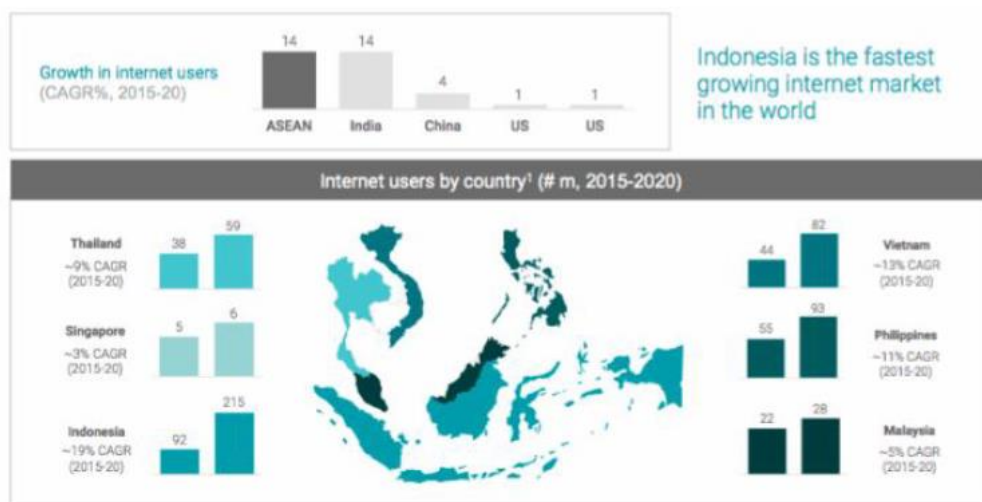 Growth in internet users
(CAGR%, 2015-20)
14
14
4
1
1
ASEAN
India
China
US
US
Indonesia is the fastest
growing internet market
in the world
Internet users by country¹ (# m, 2015-2020)
Thailand
~9% CAGR
(2015-20)
38
59
Singapore
~3% CAGR
(2015-20)
5
6
Indonesia
~19% CAGR
(2015-20)
92
215
44
82
Vietnam
~13% CAGR
(2015-20)
55
93
Philippines
~11% CAGR
(2015-20)
22
28
Malaysia
~5% CAGR
(2015-20)